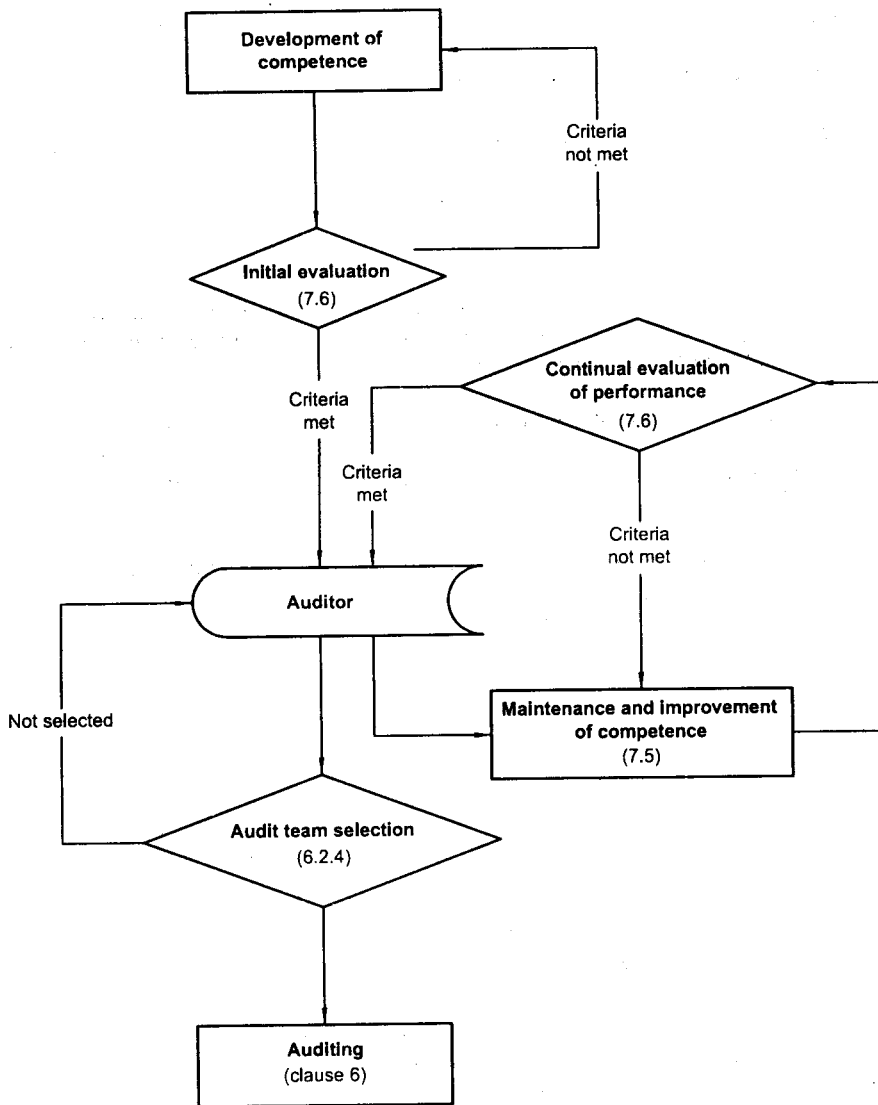 Development of
competence
Criteria
not met
Initial evaluation
(7.6)
Continual evaluation
of performance
(7.6)
Criteria
met
Criteria
met
Criteria
not met
Auditor
Not selected
Maintenance and improvement
of competence
(7.5)
Audit team selection
(6.2.4)
Auditing
(clause 6)